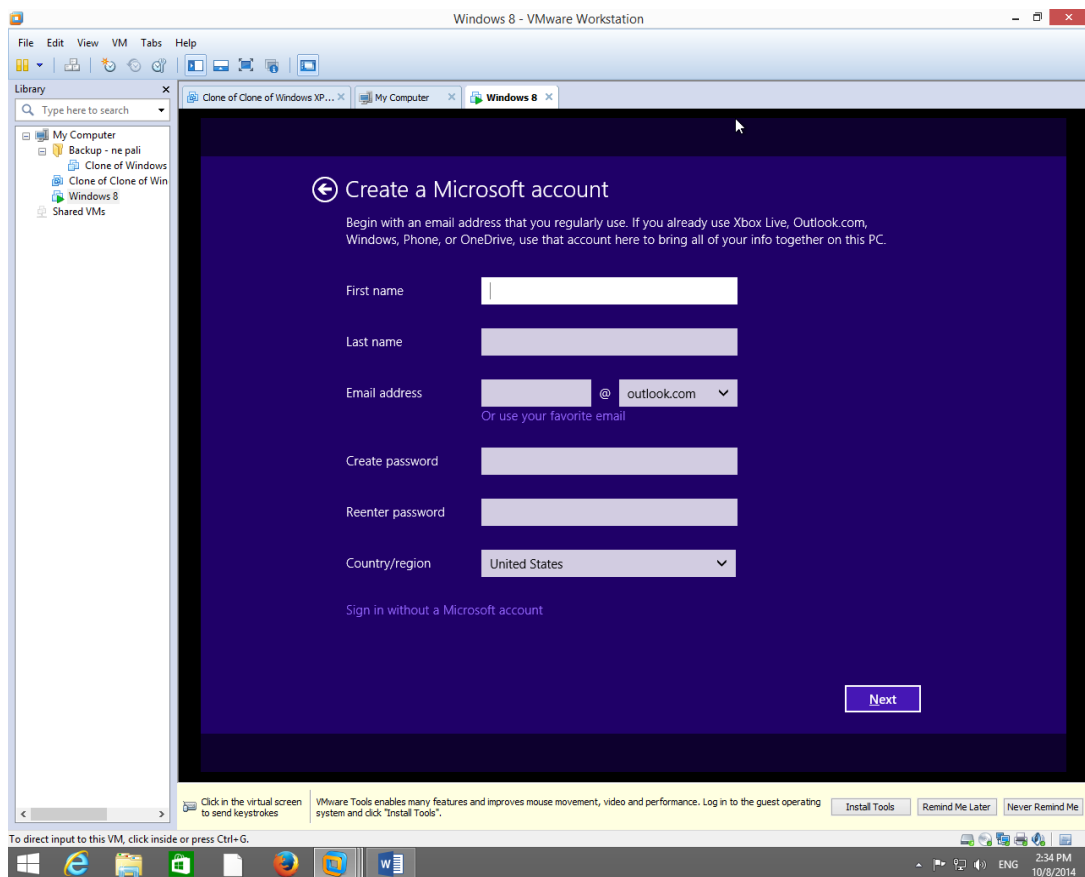 Windows 8 - VMware Workstation
File Edit View VM Tabs Help
Library
Type here to search
My Computer
Backup - ne pali
Clone of Windows
Clone of Clone of Win
Windows 8
Shared VMs
Clone of Clone of Windows XP...
My Computer
Windows 8
Create a Microsoft account
Begin with an email address that you regularly use. If you already use Xbox Live, Outlook.com,
Windows, Phone, or OneDrive, use that account here to bring all of your info together on this PC.
First name
Last name
Email address @ outlook.com
Or use your favorite email
Create password
Reenter password
Country/region United States
Sign in without a Microsoft account
Next
Click in the virtual screen
to send keystrokes
VMware Tools enables many features and improves mouse movement, video and performance. Log in to the guest operating
system and click "Install Tools".
Install Tools
Remind Me Later
Never Remind Me
To direct input to this VM, click inside or press Ctrl+G.
ENG
2:34 PM
10/8/2014